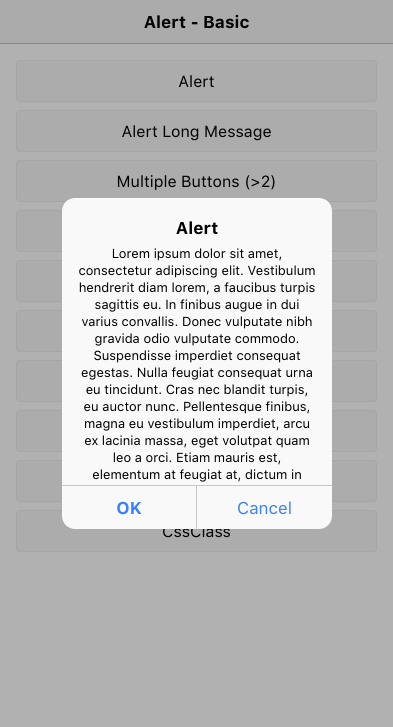 Alert - Basic
Alert
Alert Long Message
Multiple Buttons (>2)
Alert
Lorem ipsum dolor sit amet,
consectetur adipiscing elit. Vestibulum
hendrerit diam lorem, a faucibus turpis
sagittis eu. In finibus augue in dui
varius convallis. Donec vulputate nibh
gravida odio vulputate commodo.
Suspendisse imperdiet consequat
egestas. Nulla feugiat consequat urna
eu tincidunt. Cras nec blandit turpis,
eu auctor nunc. Pellentesque finibus,
magna eu vestibulum imperdiet, arcu
ex lacinia massa, eget volutpat quam
leo a orci. Etiam mauris est,
elementum at feugiat at, dictum in
OK
Cancel
CssClass